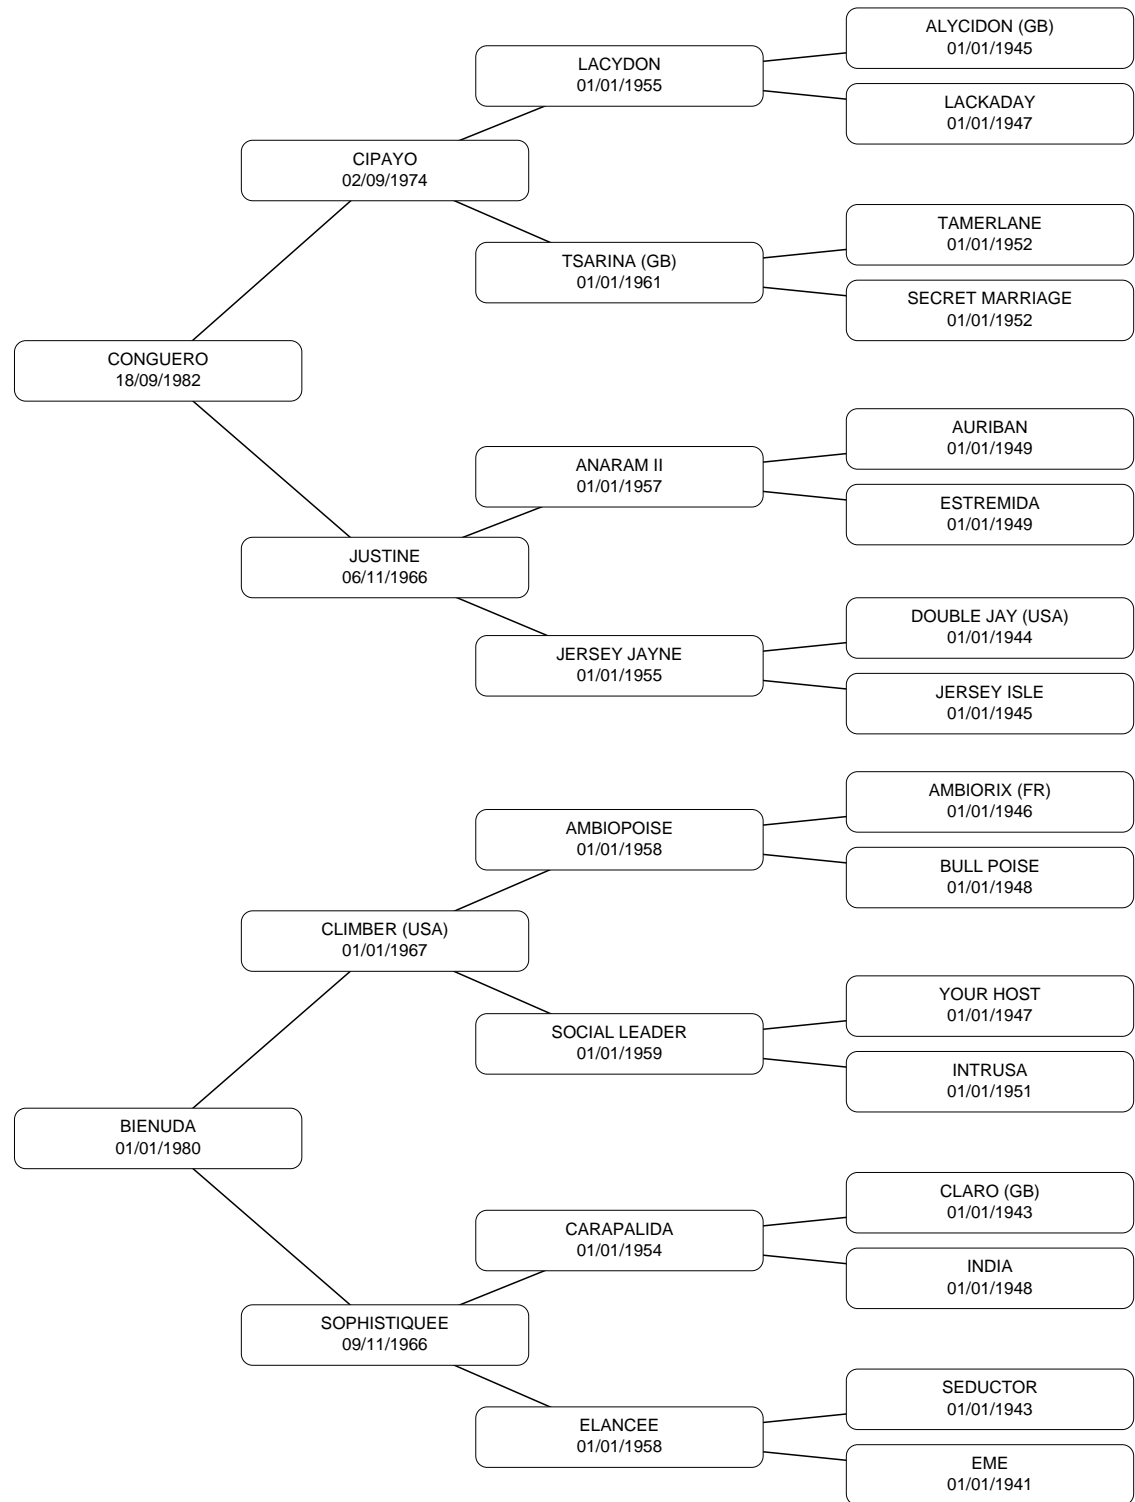 ALYCIDON (GB)
01/01/1945
LACYDON
01/01/1955
LACKADAY
01/01/1947
CIPAYO
02/09/1974
TAMERLANE
01/01/1952
TSARINA (GB)
01/01/1961
SECRET MARRIAGE
01/01/1952
CONGUERO
18/09/1982
AURIBAN
01/01/1949
ANARAM II
01/01/1957
ESTREMIDA
01/01/1949
JUSTINE
06/11/1966
DOUBLE JAY (USA)
01/01/1944
JERSEY JAYNE
01/01/1955
JERSEY ISLE
01/01/1945
AMBIORIX (FR)
01/01/1946
AMBIOPOISE
01/01/1958
BULL POISE
01/01/1948
CLIMBER (USA)
01/01/1967
YOUR HOST
01/01/1947
SOCIAL LEADER
01/01/1959
INTRUSA
01/01/1951
BIENUDA
01/01/1980
CLARO (GB)
01/01/1943
CARAPALIDA
01/01/1954
INDIA
01/01/1948
SOPHISTIQUEE
09/11/1966
SEDUCTOR
01/01/1943
ELANCEE
01/01/1958
EME
01/01/1941